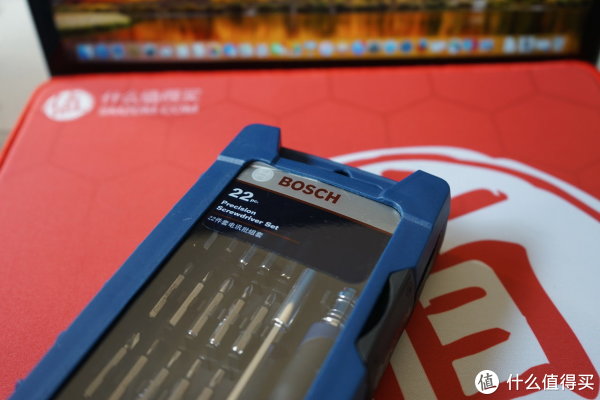 值 什么值得买
SMZDM.COM
BOSCH
22pc.
Precision
Screwdriver Set
22件套电讯批组套
值 什么值得买